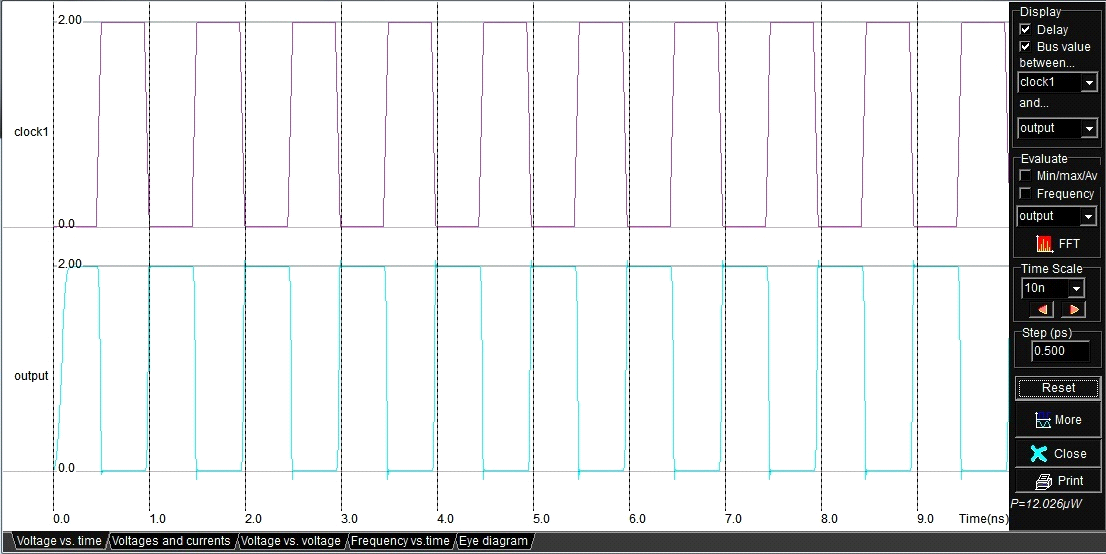 2.00
clock1
0.0
2.00
output
0.0
0.0 1.0 2.0 3.0 4.0 5.0 6.0 7.0 8.0 9.0 Time(ns)
Voltage vs. time Voltages and currents Voltage vs. voltage Frequency vs.time Eye diagram
Display
Delay
Bus value
between...
clock1
and...
output
Evaluate
Min/max/Av
Frequency
output
FFT
Time Scale
10n
Step (ps)
0.500
Reset
More
Close
Print
P=12.026µW